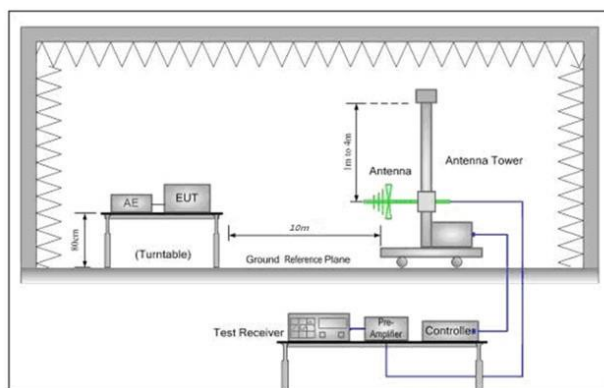 1m to 4m
Antenna
Antenna Tower
AE
EUT
80cm
(Turntable)
10m
Ground Reference Plane
Test Receiver
Pre-
Amplifier
Controller